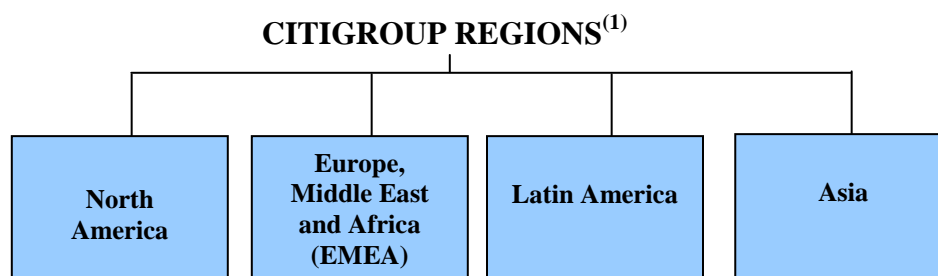 CITIGROUP REGIONS(1)
North
America
Europe,
Middle East
and Africa
(EMEA)
Latin America
Asia